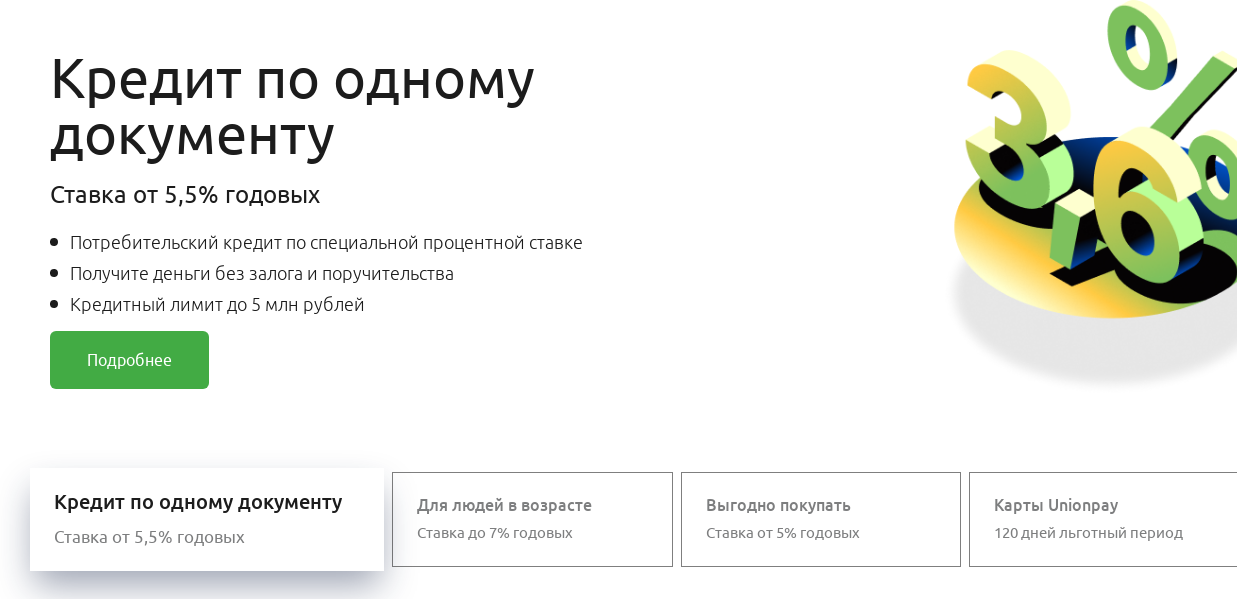 Кредит по одному
документу
Ставка от 5,5% годовых
Потребительский кредит по специальной процентной ставке
Получите деньги без залога и поручительства
Кредитный лимит до 5 млн рублей
Подробнее
3,6%
Кредит по одному документу
Ставка от 5,5% годовых
Для людей в возрасте
Ставка до 7% годовых
Выгодно покупать
Ставка от 5% годовых
Карты Unionpay
120 дней льготный период